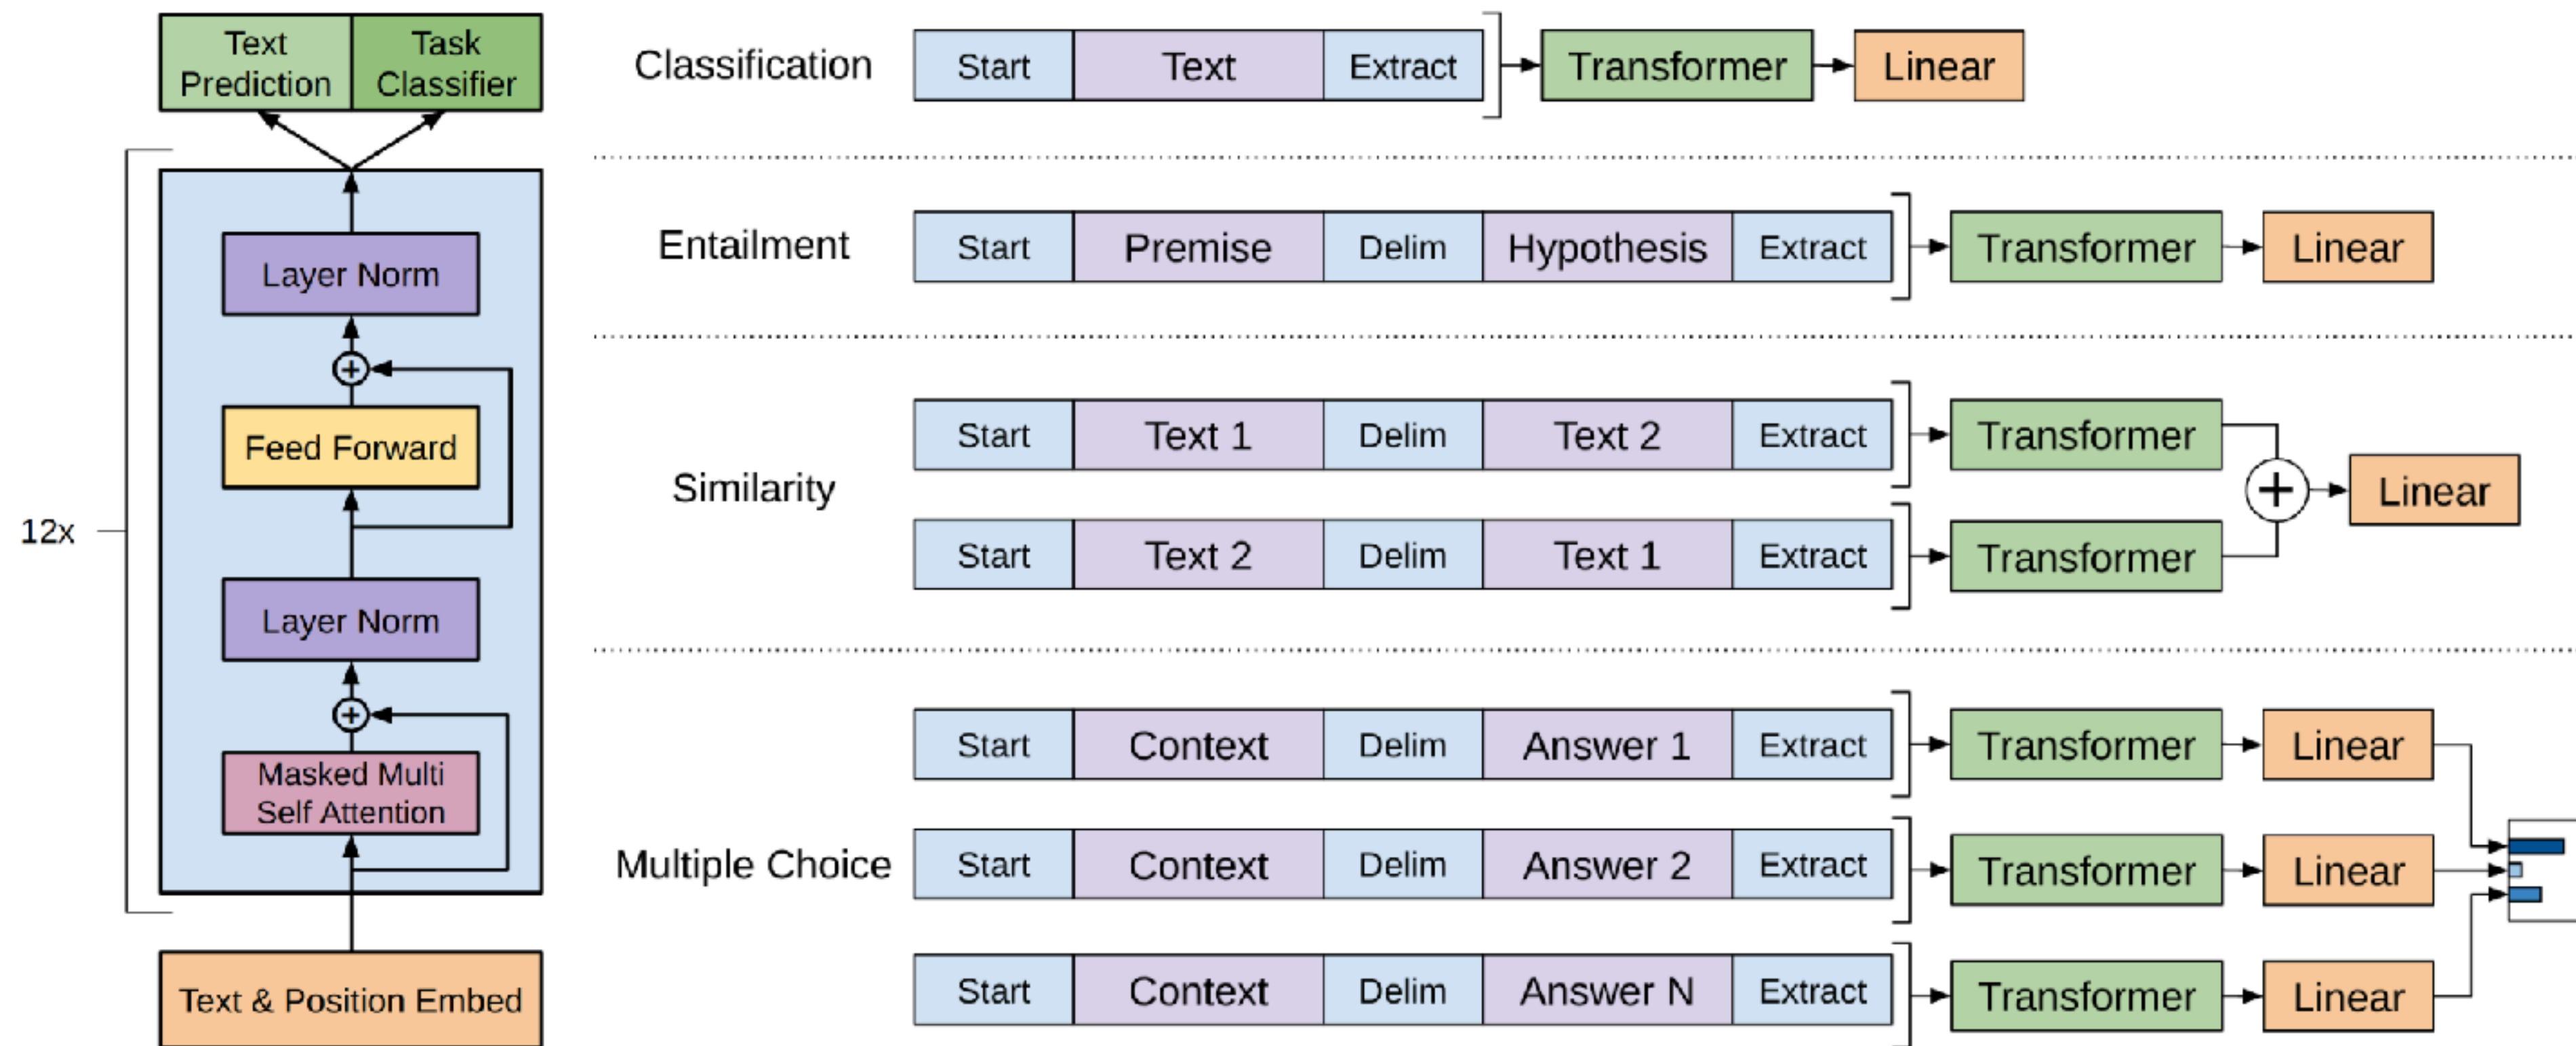 Text
Prediction
Task
Classifier
12x
Layer Norm
+
Feed Forward
Layer Norm
+
Masked Multi
Self Attention
Text & Position Embed
Classification Start Text Extract Transformer Linear
Entailment Start Premise Delim Hypothesis Extract Transformer Linear
Similarity
Start Text 1 Delim Text 2 Extract Transformer
Start Text 2 Delim Text 1 Extract Transformer
+ Linear
Multiple Choice
Start Context Delim Answer 1 Extract Transformer Linear
Start Context Delim Answer 2 Extract Transformer Linear
Start Context Delim Answer N Extract Transformer Linear